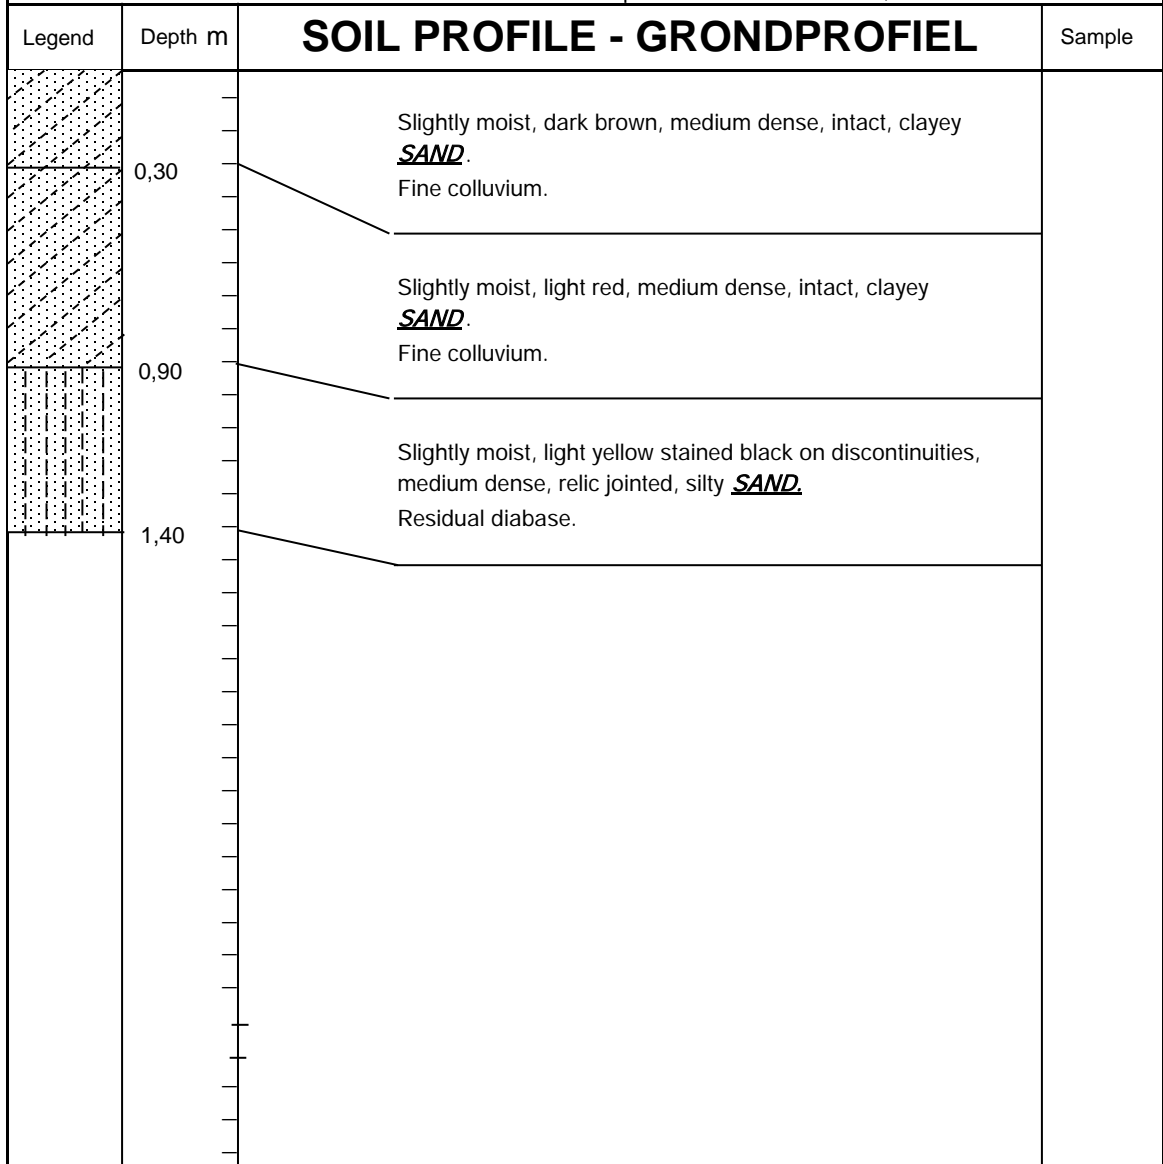 Legend
Depth m
SOIL PROFILE - GRONDPROFIEL
Sample
Slightly moist, dark brown, medium dense, intact, clayey
SAND.
Fine colluvium.
0,30
Slightly moist, light red, medium dense, intact, clayey
SAND.
Fine colluvium.
0,90
Slightly moist, light yellow stained black on discontinuities,
medium dense, relic jointed, silty SAND.
Residual diabase.
1,40